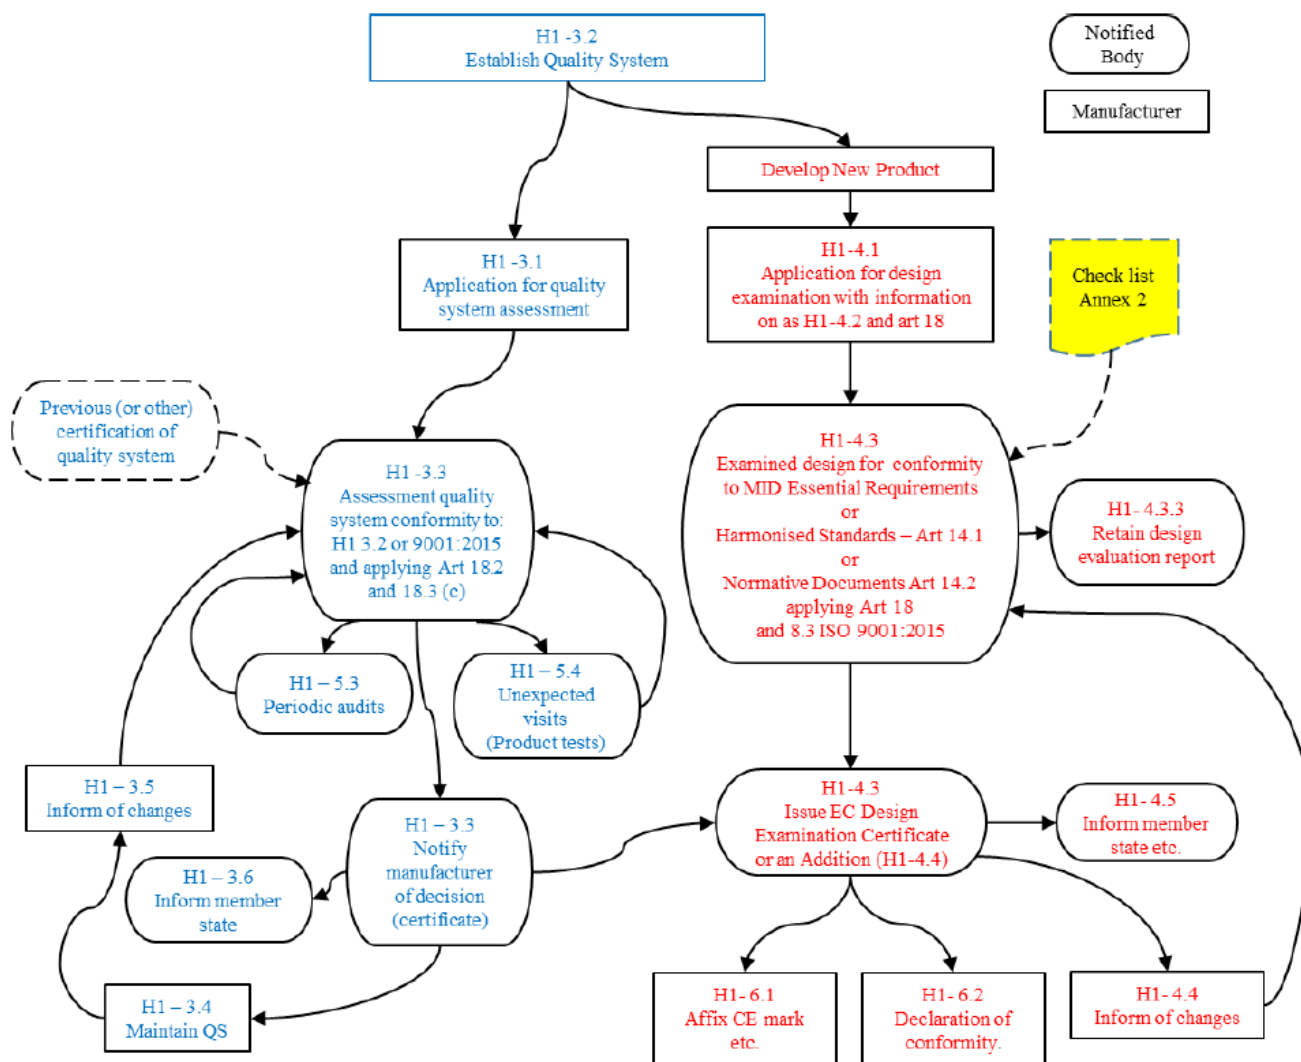 H1 -3.2
Establish Quality System
Notified
Body
Manufacturer
Develop New Product
H1 -3.1
Application for quality
system assessment
H1-4.1
Application for design
examination with information
on as H1-4.2 and art 18
Check list
Annex 2
Previous (or other)
certification of
quality system
H1 -3.3
Assessment quality
system conformity to:
H1 3.2 or 9001:2015
and applying Art 18.2
and 18.3 (c)
H1-4.3
Examined design for conformity
to MID Essential Requirements
or
Harmonised Standards – Art 14.1
or
Normative Documents Art 14.2
applying Art 18
and 8.3 ISO 9001:2015
H1- 4.3.3
Retain design
evaluation report
H1 – 5.3
Periodic audits
H1 – 5.4
Unexpected
visits
(Product tests)
H1 – 3.5
Inform of changes
H1 – 3.3
Notify
manufacturer
of decision
(certificate)
H1-4.3
Issue EC Design
Examination Certificate
or an Addition (H1-4.4)
H1- 4.5
Inform member
state etc.
H1 – 3.6
Inform member
state
H1 – 3.4
Maintain QS
H1- 6.1
Affix CE mark
etc.
H1- 6.2
Declaration of
conformity.
H1- 4.4
Inform of changes